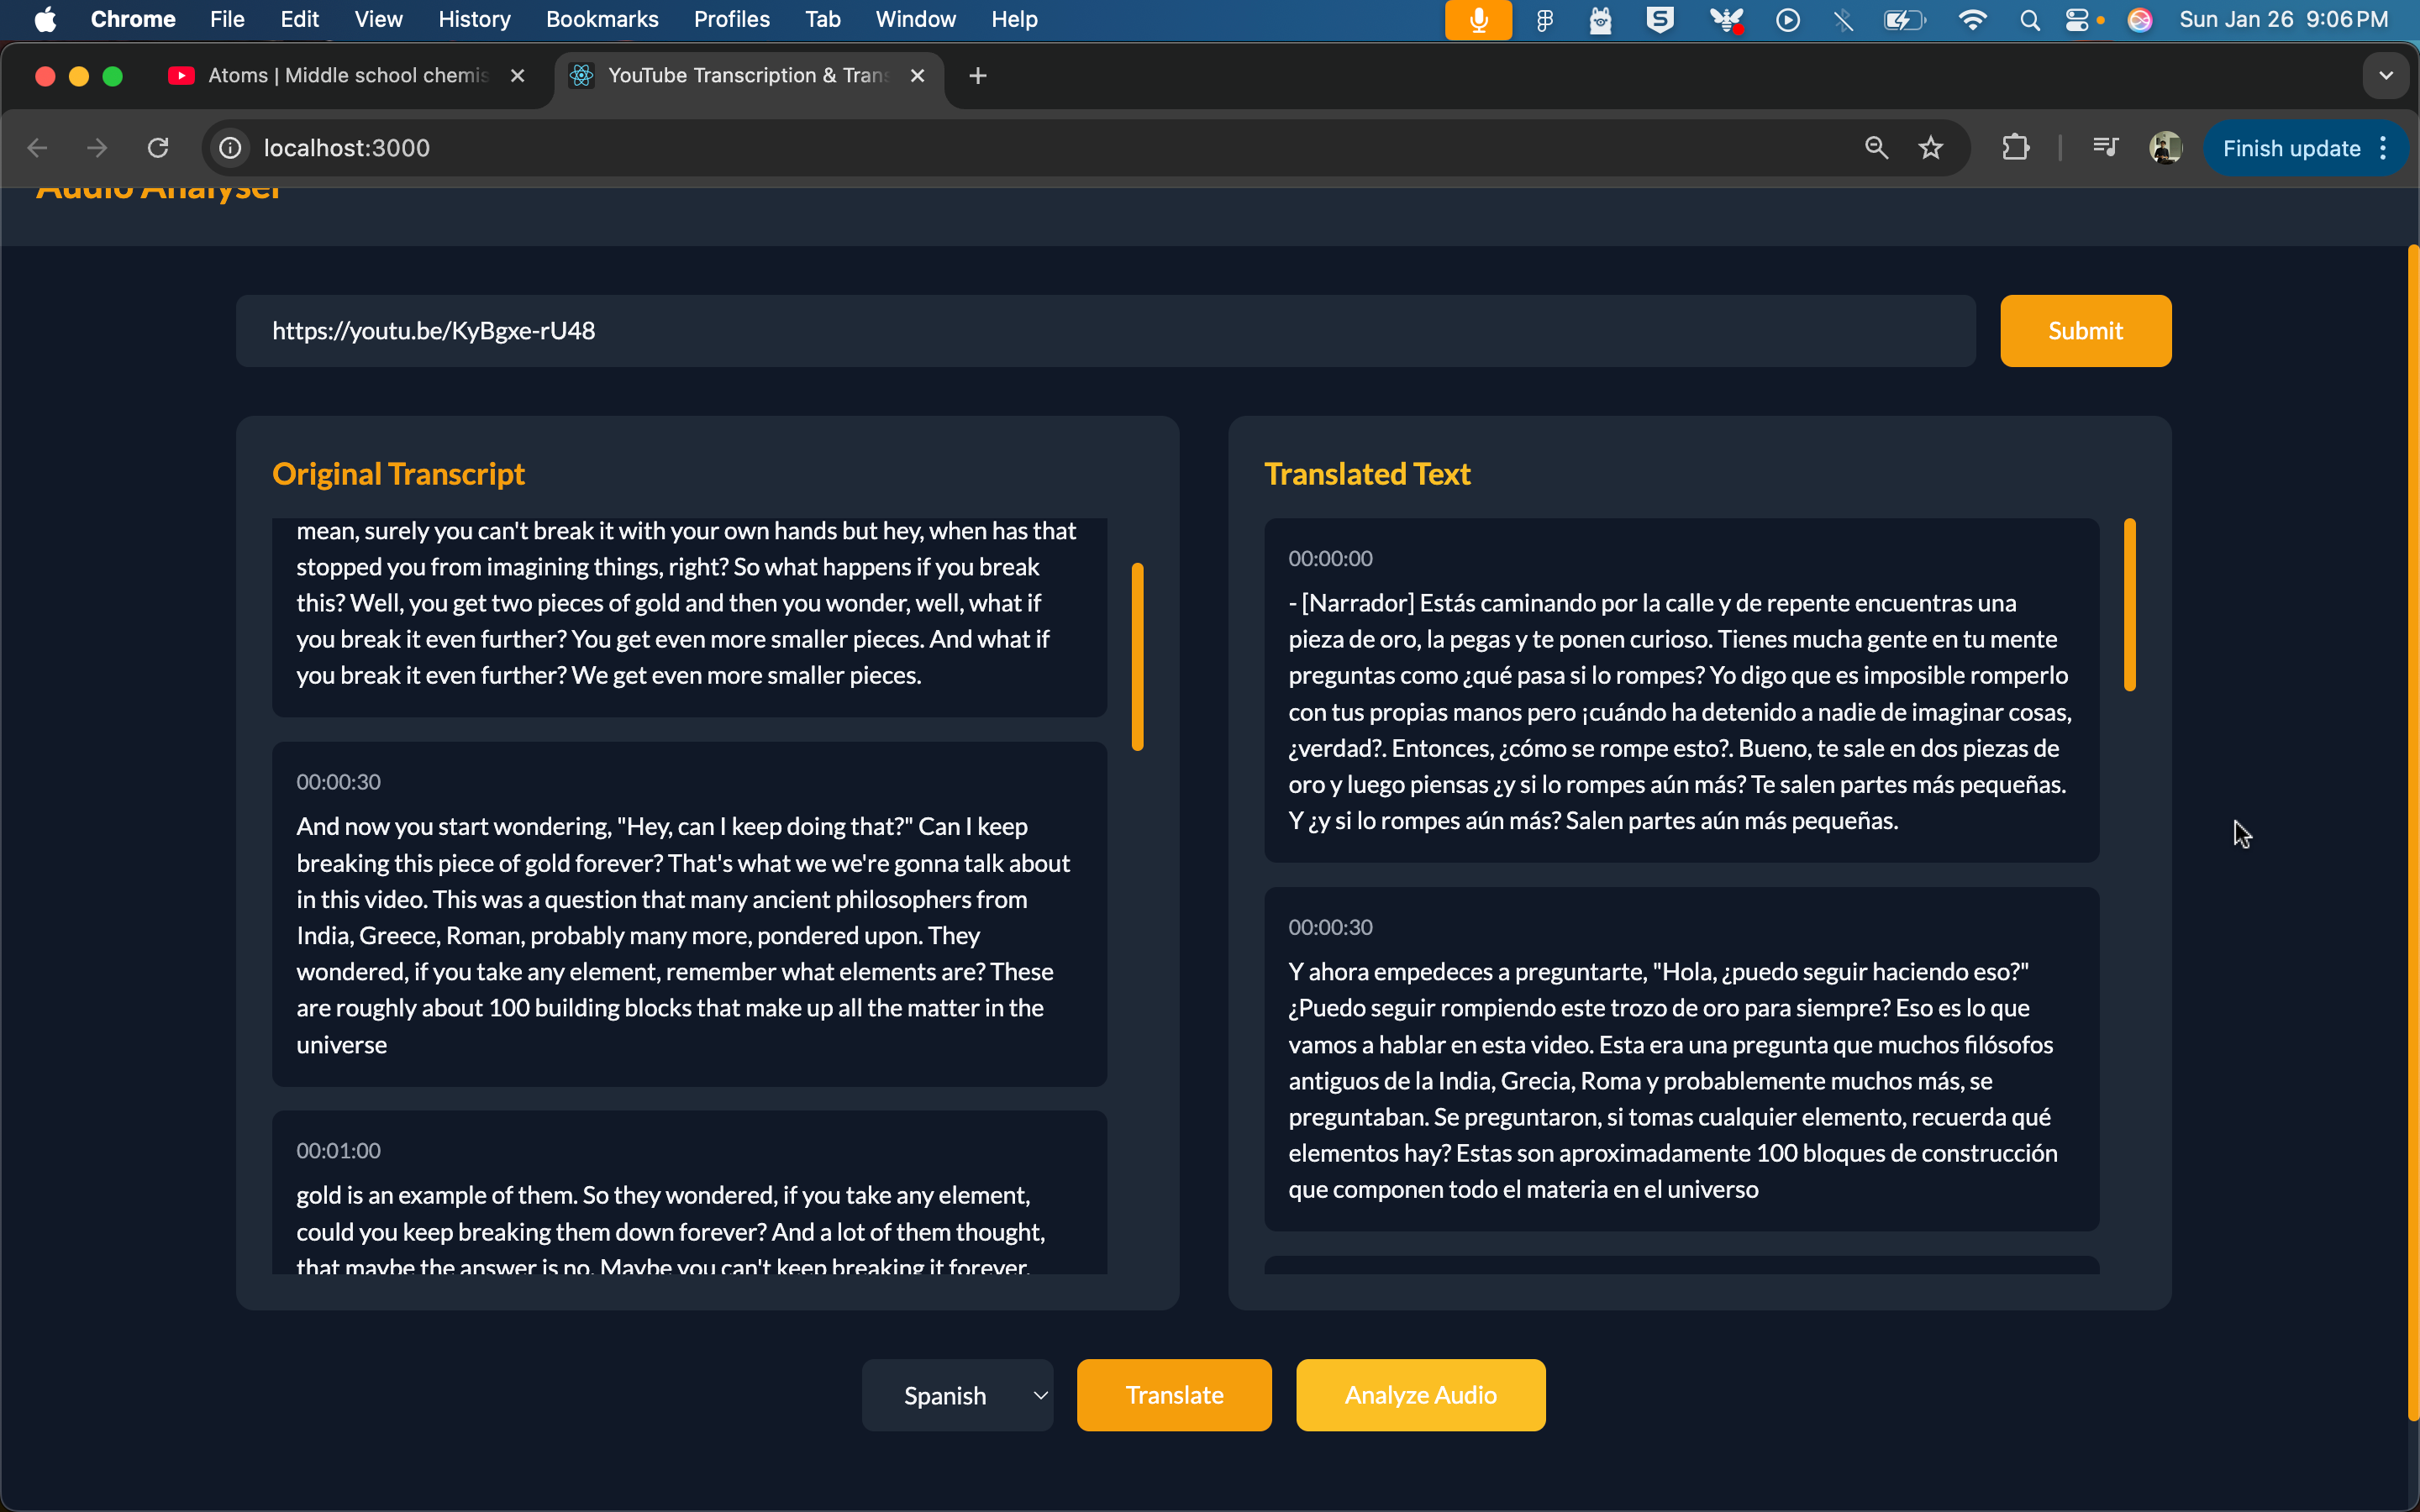 Chrome File Edit View History Bookmarks Profiles Tab Window Help Sun Jan 26 9:06 PM
Atoms | Middle school chemis
YouTube Transcription & Trans
localhost:3000
Finish update
Audio Analyser
https://youtu.be/KyBgxe-rU48
Submit
Original Transcript
mean, surely you can't break it with your own hands but hey, when has that
stopped you from imagining things, right? So what happens if you break
this? Well, you get two pieces of gold and then you wonder, well, what if
you break it even further? You get even more smaller pieces. And what if
you break it even further? We get even more smaller pieces.
00:00:30
And now you start wondering, "Hey, can I keep doing that?" Can I keep
breaking this piece of gold forever? That's what we we're gonna talk about
in this video. This was a question that many ancient philosophers from
India, Greece, Roman, probably many more, pondered upon. They
wondered, if you take any element, remember what elements are? These
are roughly about 100 building blocks that make up all the matter in the
universe
00:01:00
gold is an example of them. So they wondered, if you take any element,
could you keep breaking them down forever? And a lot of them thought,
that maybe the answer is no. Maybe you can't keep breaking it forever.
Translated Text
00:00:00
- [Narrador] Estás caminando por la calle y de repente encuentras una
pieza de oro, la pegas y te ponen curioso. Tienes mucha gente en tu mente
preguntas como ¿qué pasa si lo rompes? Yo digo que es imposible romperlo
con tus propias manos pero ¡cuándo ha detenido a nadie de imaginar cosas,
¿verdad?. Entonces, ¿cómo se rompe esto?. Bueno, te sale en dos piezas de
oro y luego piensas ¿y si lo rompes aún más? Te salen partes más pequeñas.
Y ¿y si lo rompes aún más? Salen partes aún más pequeñas.
00:00:30
Y ahora empedeces a preguntarte, "Hola, ¿puedo seguir haciendo eso?"
¿Puedo seguir rompiendo este trozo de oro para siempre? Eso es lo que
vamos a hablar en esta video. Esta era una pregunta que muchos filósofos
antiguos de la India, Grecia, Roma y probablemente muchos más, se
preguntaban. Se preguntaron, si tomas cualquier elemento, recuerda qué
elementos hay? Estas son aproximadamente 100 bloques de construcción
que componen todo el materia en el universo
Spanish
Translate
Analyze Audio